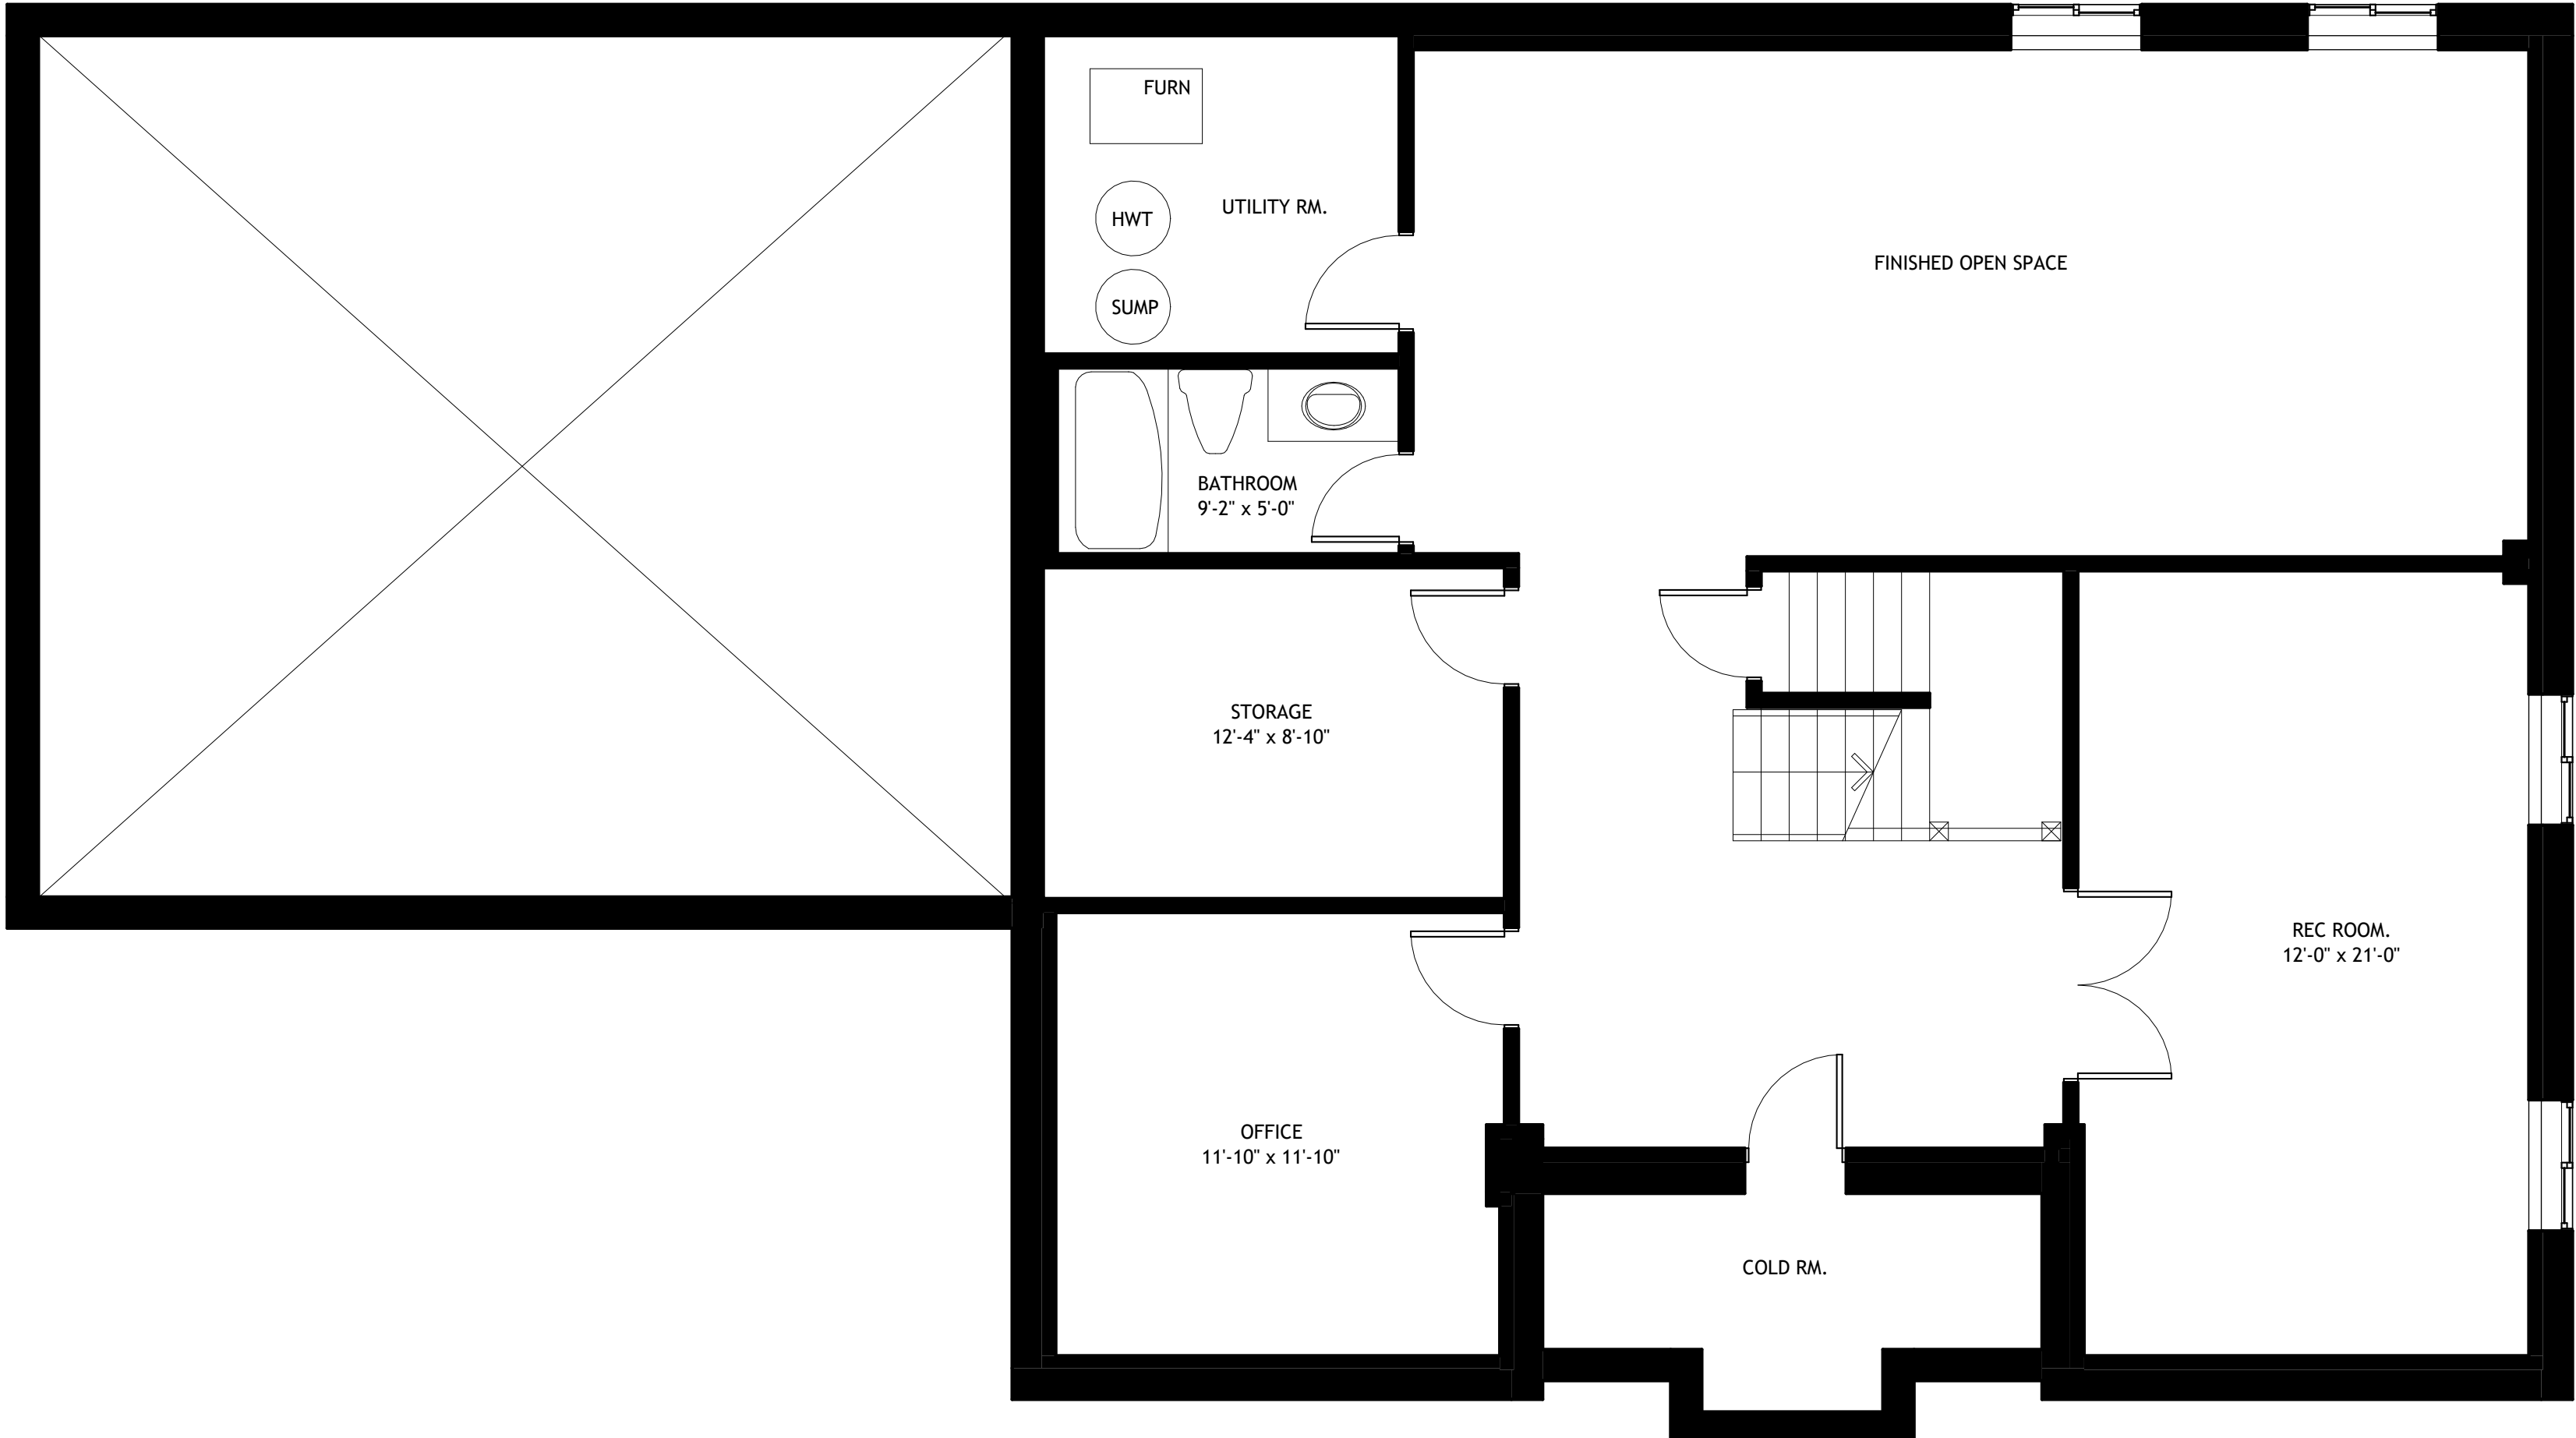 FURN
HWT
UTILITY RM.
SUMP
FINISHED OPEN SPACE
BATHROOM
9'-2" x 5'-0"
STORAGE
12'-4" x 8'-10"
REC ROOM.
12'-0" x 21'-0"
OFFICE
11'-10" x 11'-10"
COLD RM.